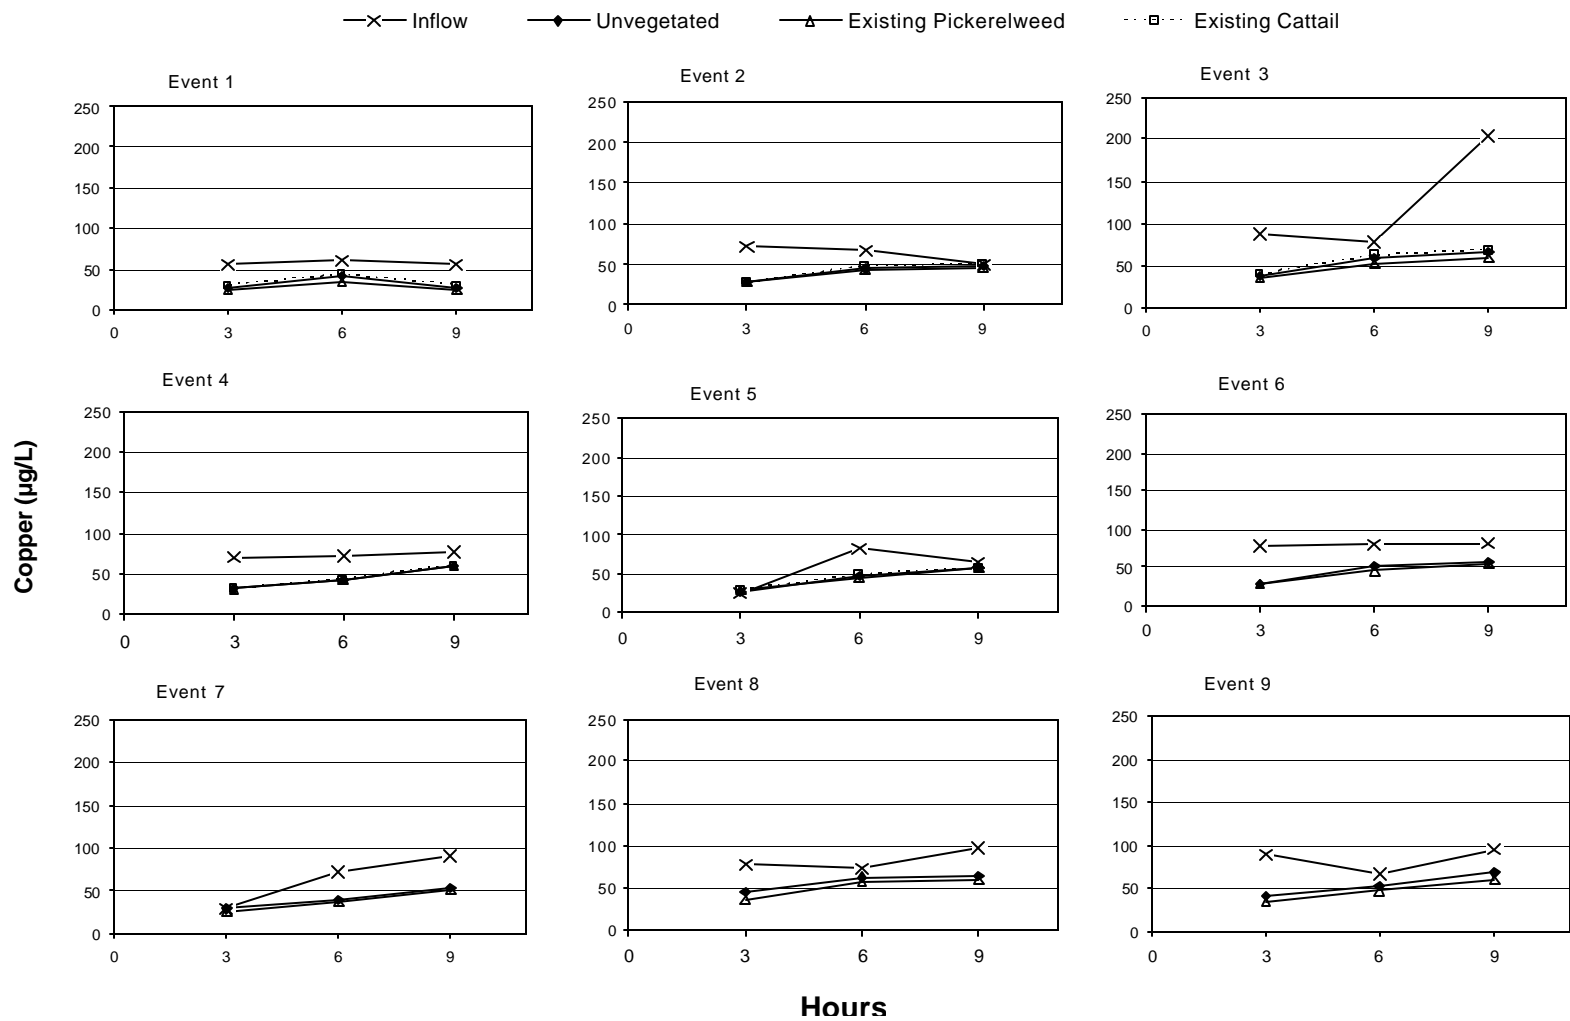 Inflow Unvegetated Existing Pickerelweed Existing Cattail
Event 1 Event 2 Event 3
250 250 250
200 200 200
150 150 150
100 100 100
50 50 50
0 0 0
0 3 6 9 0 3 6 9 0 3 6 9
Event 4 Event 5 Event 6
250 250 250
200 200 200
150 150 150
100 100 100
50 50 50
0 0 0
0 3 6 9 0 3 6 9 0 3 6 9
Copper (µg/L)
Event 7 Event 8 Event 9
250 250 250
200 200 200
150 150 150
100 100 100
50 50 50
0 0 0
0 3 6 9 0 3 6 9 0 3 6 9
Hours